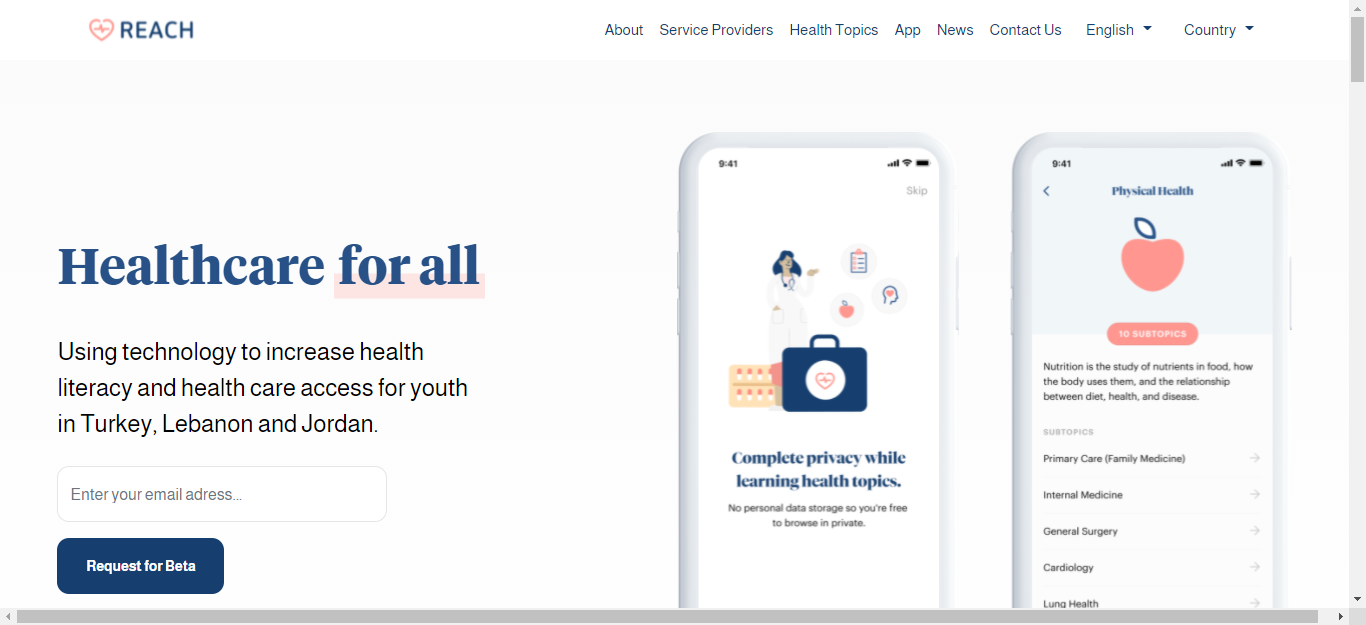 REACH
About Service Providers Health Topics App News Contact Us English Country
Healthcare for all
Using technology to increase health
literacy and health care access for youth
in Turkey, Lebanon and Jordan.
Enter your email adress...
Request for Beta
9:41
Skip
Complete privacy while
learning health topics.
No personal data storage so you're free
to browse in private.
9:41
Physical Health
10 SUBTOPICS
Nutrition is the study of nutrients in food, how
the body uses them, and the relationship
between diet, health, and disease.
SUBTOPICS
Primary Care (Family Medicine)
Internal Medicine
General Surgery
Cardiology
Lung Health